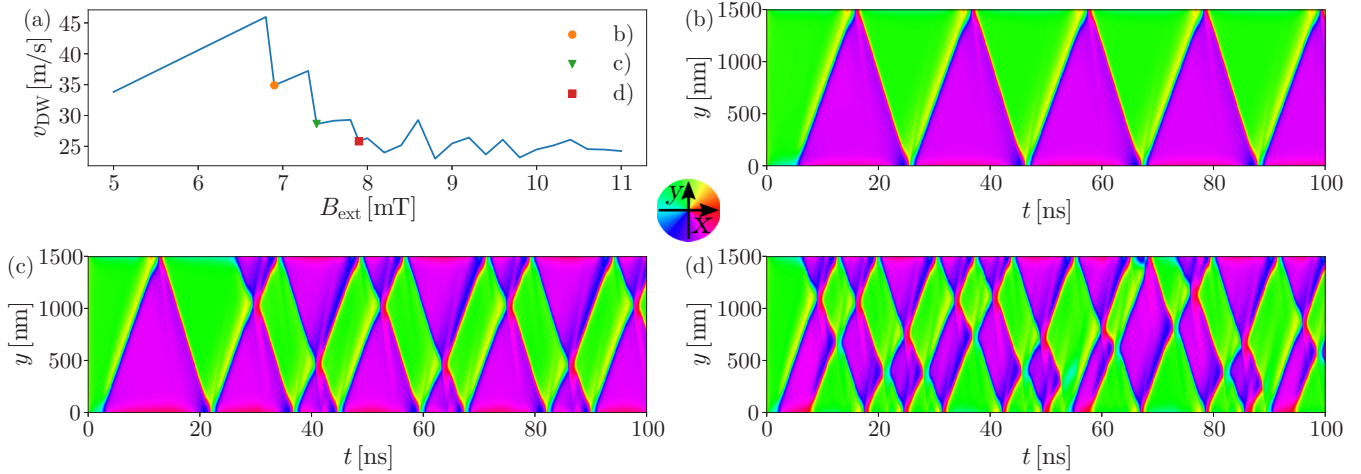 (a)
45
40
35
30
25
v_DW [m/s]
5 6 7 8 9 10 11
B_ext [mT]
b)
c)
d)
(b)
1500
1000
500
0
y [nm]
0 20 40 60 80 100
t [ns]
y
x
(c)
1500
1000
500
0
y [nm]
0 20 40 60 80 100
t [ns]
(d)
1500
1000
500
0
y [nm]
0 20 40 60 80 100
t [ns]